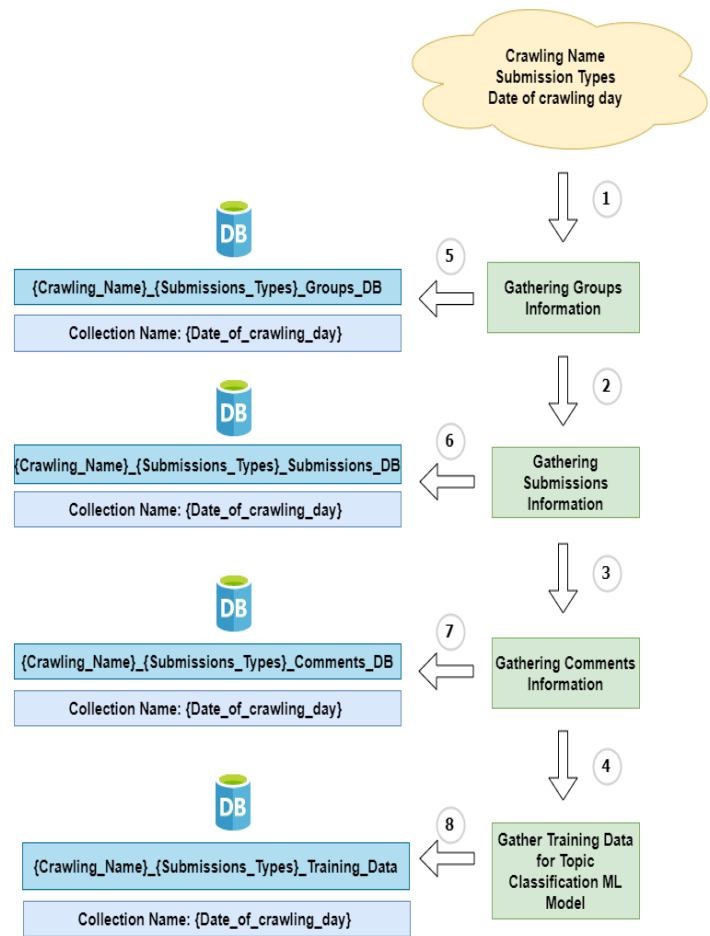 Crawling Name
Submission Types
Date of crawling day
1
DB
5
{Crawling_Name}_{Submissions_Types}_Groups_DB
Gathering Groups
Information
Collection Name: {Date_of_crawling_day}
2
DB
6
{Crawling_Name}_{Submissions_Types}_Submissions_DB
Gathering
Submissions
Information
Collection Name: {Date_of_crawling_day}
3
DB
7
{Crawling_Name}_{Submissions_Types}_Comments_DB
Gathering Comments
Information
Collection Name: {Date_of_crawling_day}
4
DB
8
{Crawling_Name}_{Submissions_Types}_Training_Data
Gather Training Data
for Topic
Classification ML
Model
Collection Name: {Date_of_crawling_day}